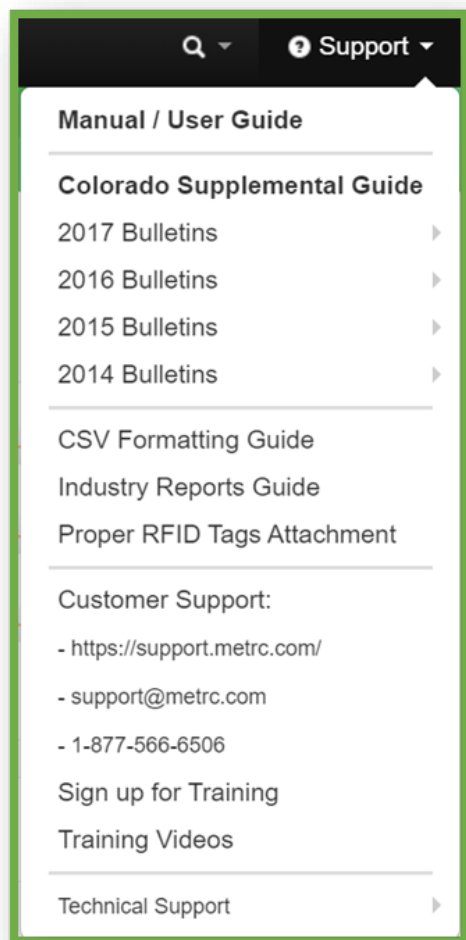 Support
Manual / User Guide
Colorado Supplemental Guide
2017 Bulletins
2016 Bulletins
2015 Bulletins
2014 Bulletins
CSV Formatting Guide
Industry Reports Guide
Proper RFID Tags Attachment
Customer Support:
- https://support.metrc.com/
- support@metrc.com
- 1-877-566-6506
Sign up for Training
Training Videos
Technical Support